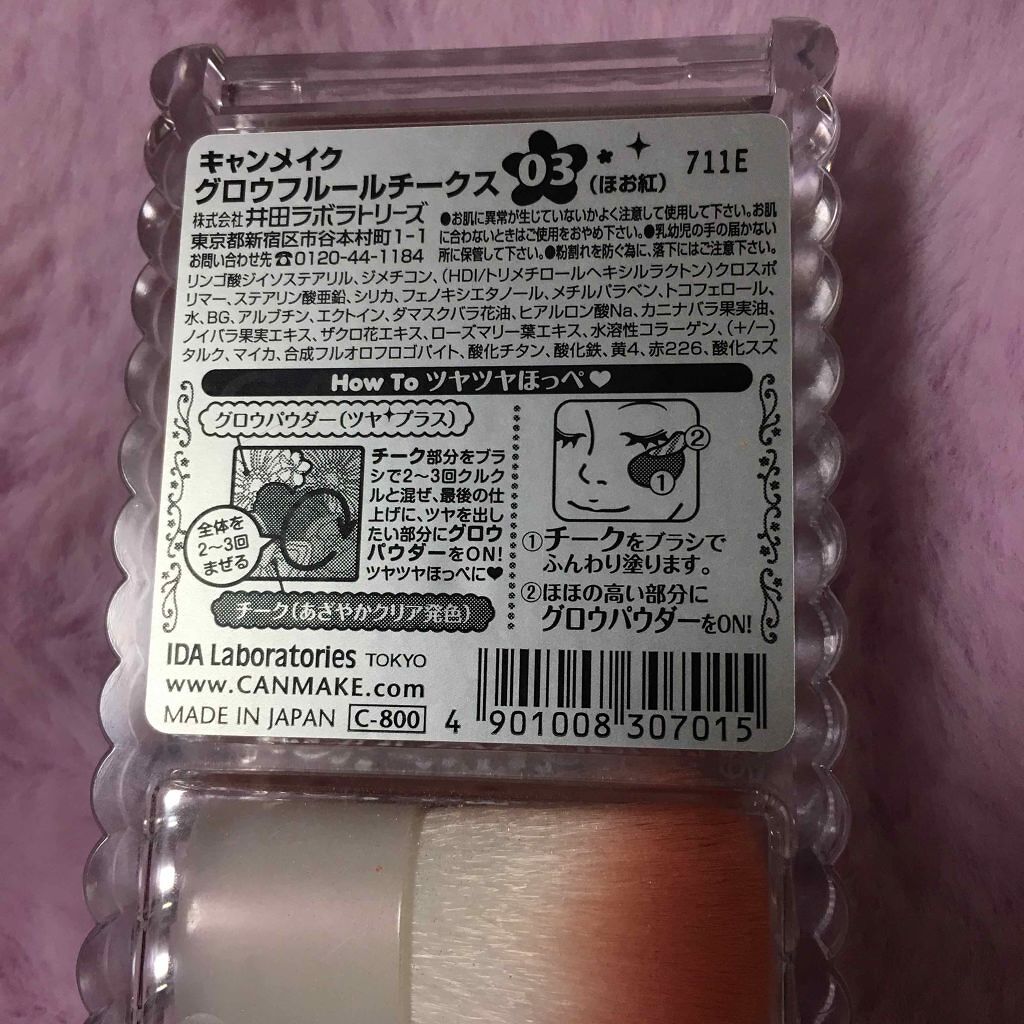 キャンメイク
グロウフルールチークス 03 (ほお紅) 711E
株式会社 井田ラボラトリーズ
東京都新宿区市谷本村町1-1
お問い合わせ先☎0120-44-1184
●お肌に異常が生じていないかよく注意して使用して下さい。お肌
に合わないときはご使用をおやめ下さい。●乳幼児の手の届かない
所に保管して下さい。●粉割れを防ぐ為に、落下にはご注意下さい。
リンゴ酸ジイソステアリル、ジメチコン、(HDI/トリメチロールヘキシルラクトン)クロスポ
リマー、ステアリン酸亜鉛、シリカ、フェノキシエタノール、メチルパラベン、トコフェロール、
水、BG、アルブチン、エクトイン、ダマスクバラ花油、ヒアルロン酸Na、カニナバラ果実油、
ノイバラ果実エキス、ザクロ花エキス、ローズマリー葉エキス、水溶性コラーゲン、(+/-)
タルク、マイカ、合成フルオロフロゴパイト、酸化チタン、酸化鉄、黄4、赤226、酸化スズ
How To ツヤツヤほっぺ♥
グロウパウダー(ツヤ✦プラス)
チーク部分をブラ
シで2〜3回クルク
ルと混ぜ、最後の仕
上げに、ツヤを出し
たい部分にグロウ
パウダーをON!
ツヤツヤほっぺに♥
全体を
2〜3回
まぜる
チーク(あざやかクリア発色)
②
①
①チークをブラシで
ふんわり塗ります。
②ほほの高い部分に
グロウパウダーをON!
IDA Laboratories TOKYO
www.CANMAKE.com
MADE IN JAPAN C-800
4 901008 307015